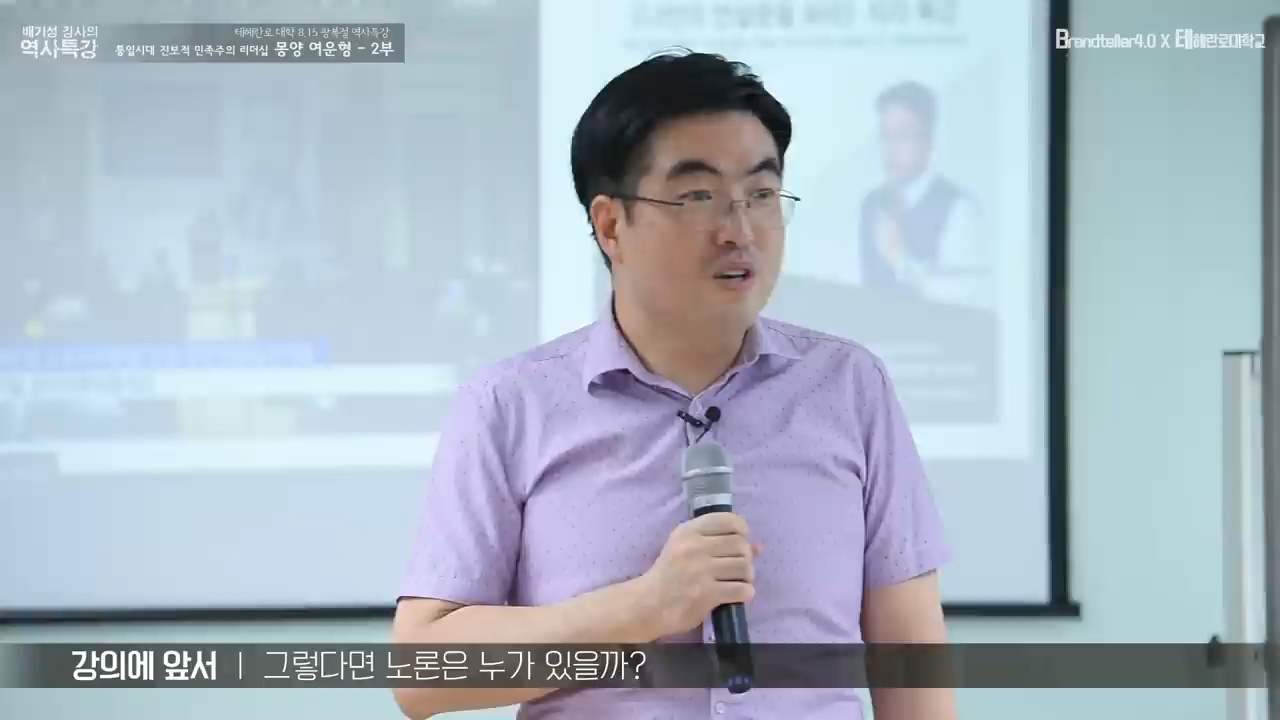 배기성 강사의
역사특강
테헤란로 대학 8.15 광복절 역사특강
통일시대 진보적 민족주의 리더십 몽양 여운형 - 2부
Brandteller4.0 X 테헤란로대학교
강의에 앞서 | 그렇다면 노론은 누가 있을까?